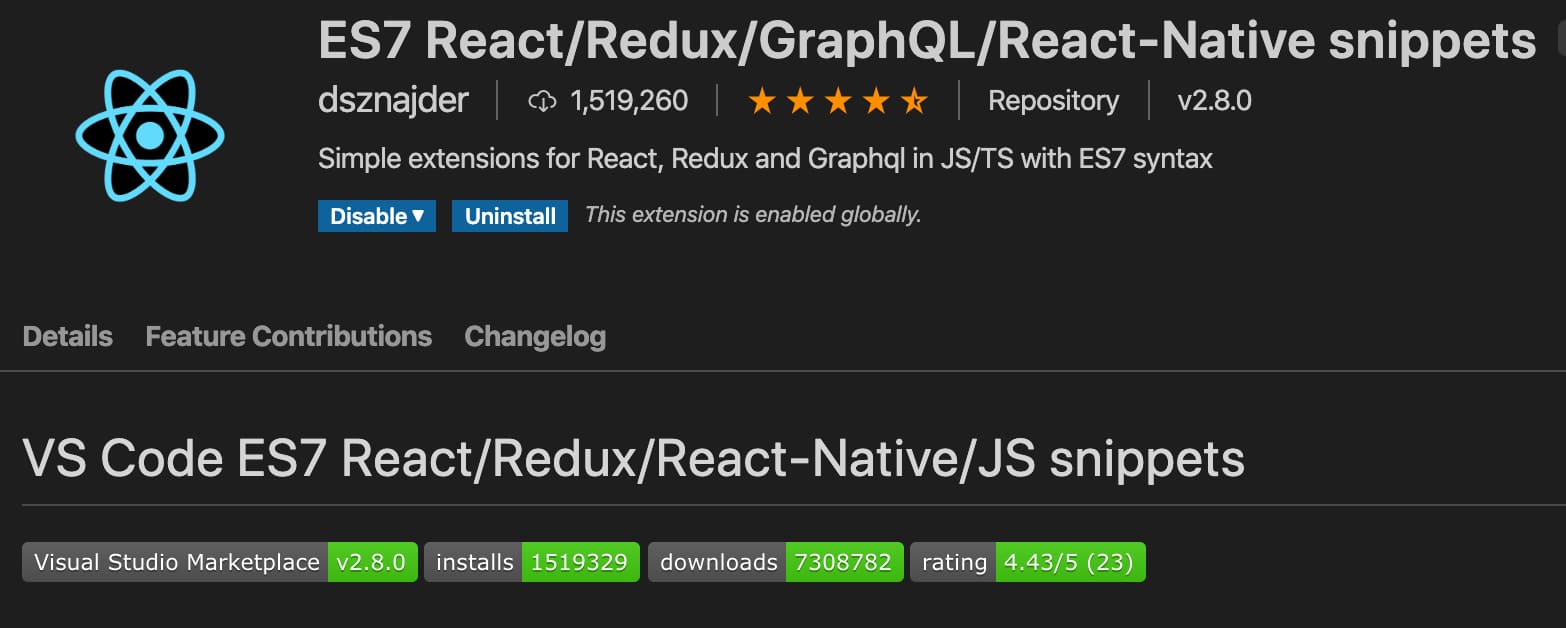 ES7 React/Redux/GraphQL/React-Native snippets
dsznajder 1,519,260 Repository v2.8.0
Simple extensions for React, Redux and Graphql in JS/TS with ES7 syntax
Disable Uninstall This extension is enabled globally.
Details Feature Contributions Changelog
VS Code ES7 React/Redux/React-Native/JS snippets
Visual Studio Marketplace v2.8.0 installs 1519329 downloads 7308782 rating 4.43/5 (23)